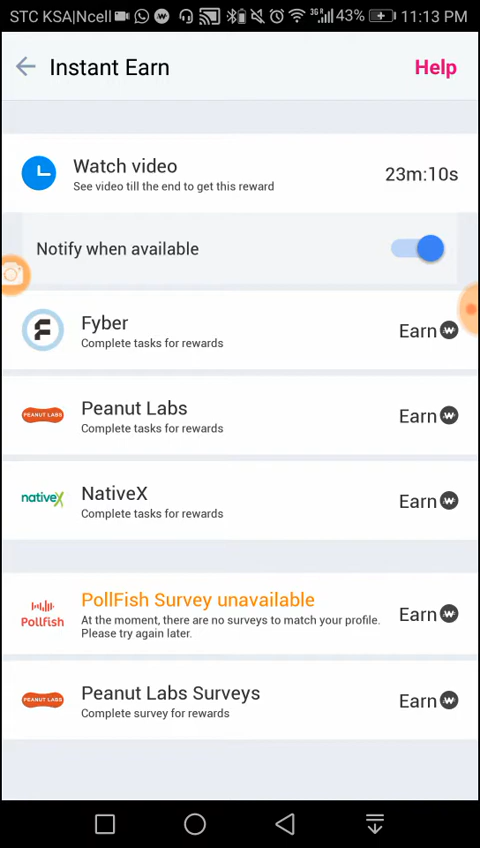 STC KSA|Ncell 3G 43% 11:13 PM
Instant Earn Help
Watch video
See video till the end to get this reward
23m:10s
Notify when available
Fyber
Complete tasks for rewards
Earn
PEANUT LABS
Peanut Labs
Complete tasks for rewards
Earn
nativeX
NativeX
Complete tasks for rewards
Earn
Pollfish
PollFish Survey unavailable
At the moment, there are no surveys to match your profile.
Please try again later.
Earn
PEANUT LABS
Peanut Labs Surveys
Complete survey for rewards
Earn